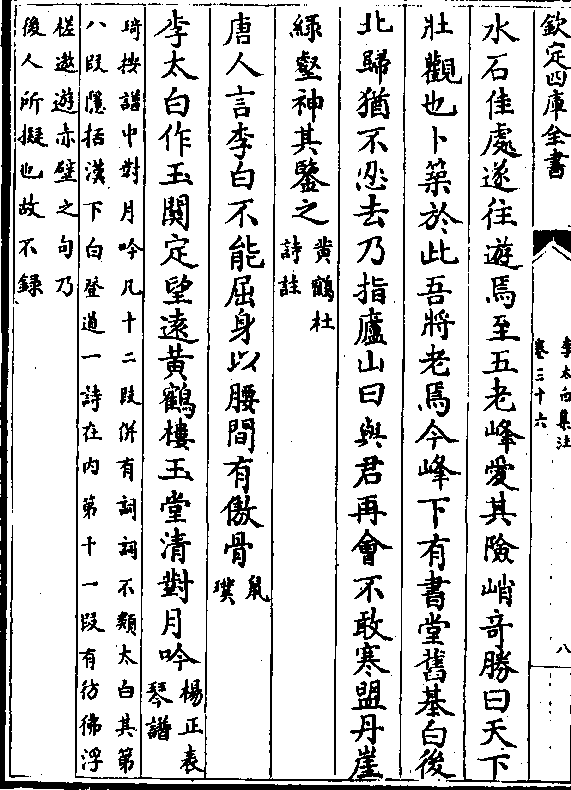 欽定四庫全書
李太白集注
卷三十六
八
水石佳處遂往遊焉至五老峰愛其險峭竒勝曰天下
壯觀也卜築於此吾將老焉今峰下有書堂舊基白後
北歸猶不忍去乃指廬山曰與君再會不敢寒盟丹崖
綠壑神其鑒之黄鶴杜
詩註
唐人言李白不能屈身以腰間有傲骨鼠
璞
李太白作玉關定望遠黄鶴樓玉堂清對月吟楊正表
琴譜
琦按譜中對月吟凡十二段併有詞詞不類太白其第
八段隱括漢下白登道一詩在内第十一段有彷彿浮
槎遨遊赤壁之句乃
後人所擬也故不錄